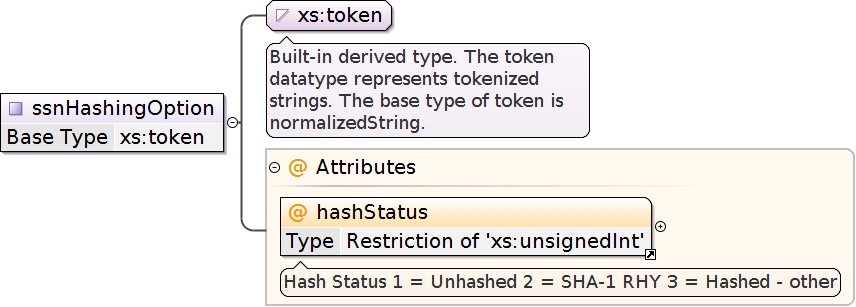 xs:token
Built-in derived type. The token
datatype represents tokenized
strings. The base type of token is
normalizedString.
ssnHashingOption
Base Type xs:token
@ Attributes
@ hashStatus
Type Restriction of 'xs:unsignedInt'
Hash Status 1 = Unhashed 2 = SHA-1 RHY 3 = Hashed - other